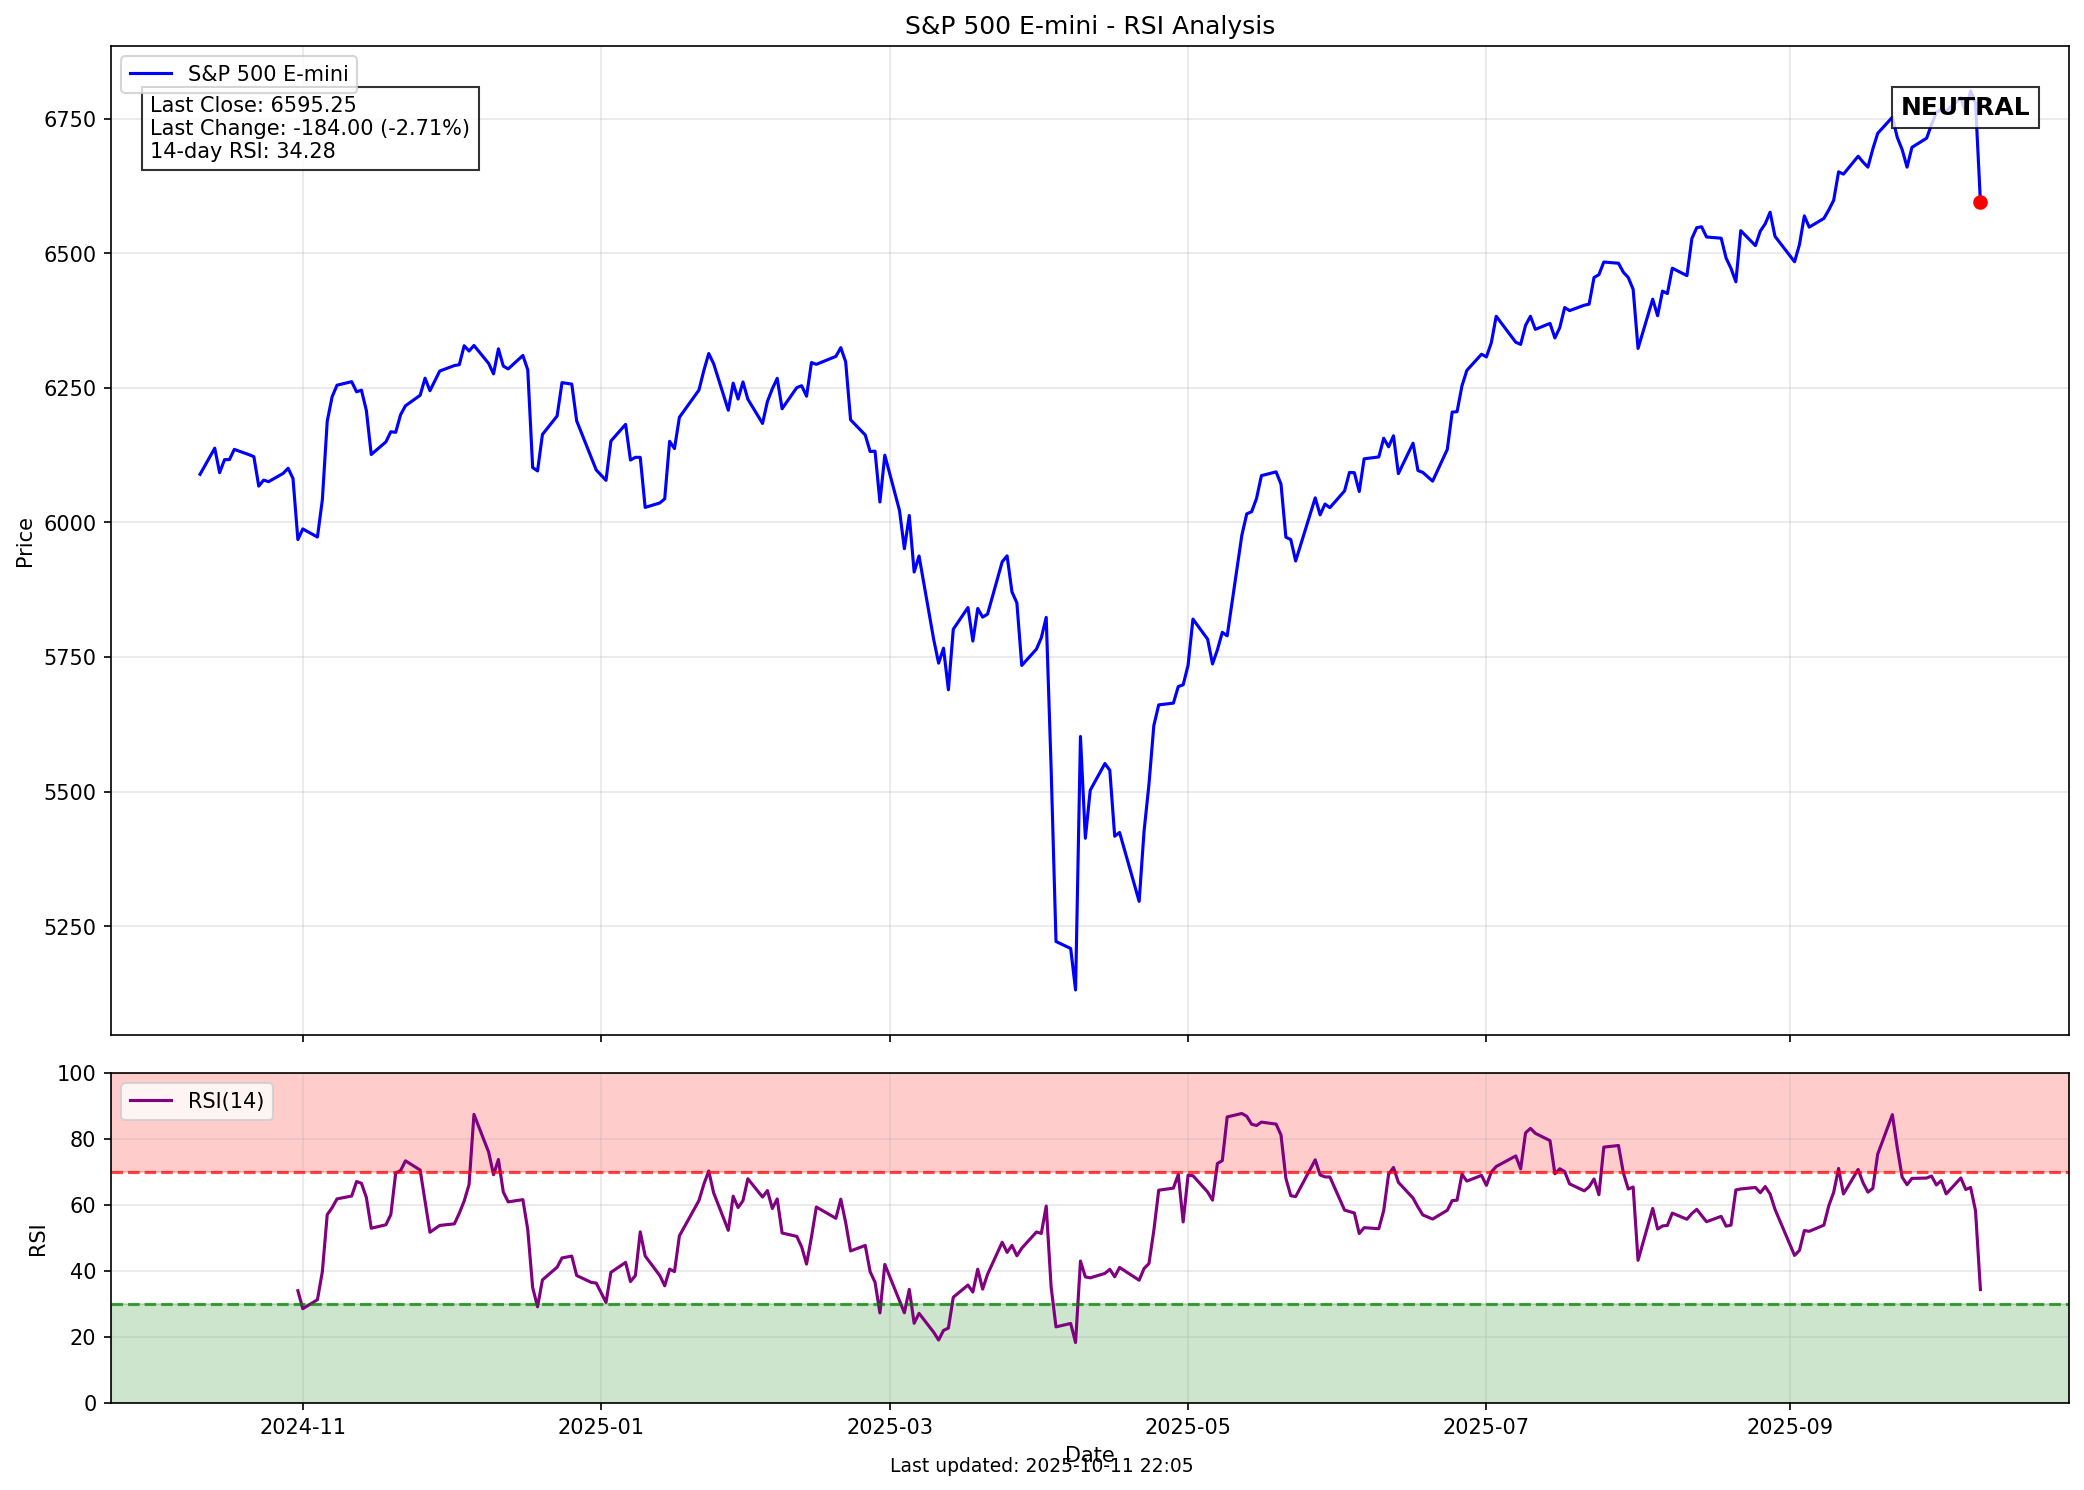 S&P 500 E-mini - RSI Analysis
S&P 500 E-mini
Last Close: 6595.25
Last Change: -184.00 (-2.71%)
14-day RSI: 34.28
NEUTRAL
Price
6750
6500
6250
6000
5750
5500
5250
RSI(14)
RSI
100
80
60
40
20
0
2024-11
2025-01
2025-03
2025-05
2025-07
2025-09
Date
Last updated: 2025-10-11 22:05